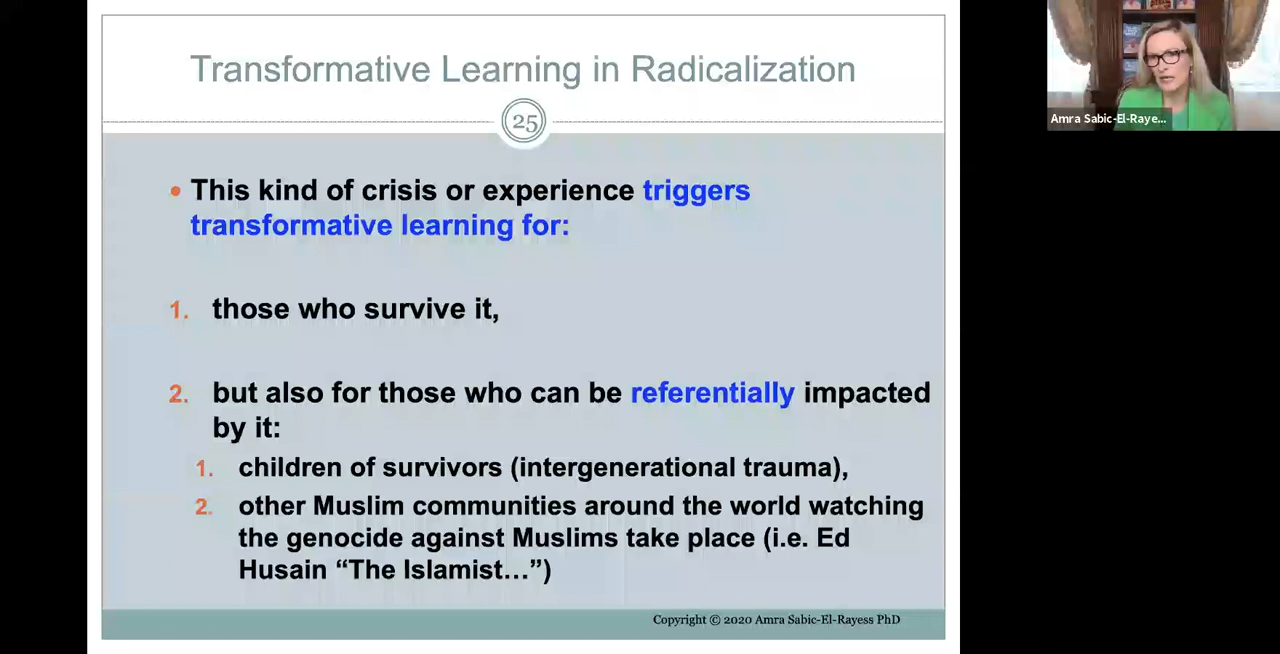 Transformative Learning in Radicalization
25
• This kind of crisis or experience triggers
transformative learning for:
1. those who survive it,
2. but also for those who can be referentially impacted
by it:
1. children of survivors (intergenerational trauma),
2. other Muslim communities around the world watching
the genocide against Muslims take place (i.e. Ed
Husain “The Islamist…”)
Copyright © 2020 Amra Sabic-El-Rayess PhD
Amra Sabic-El-Raye...